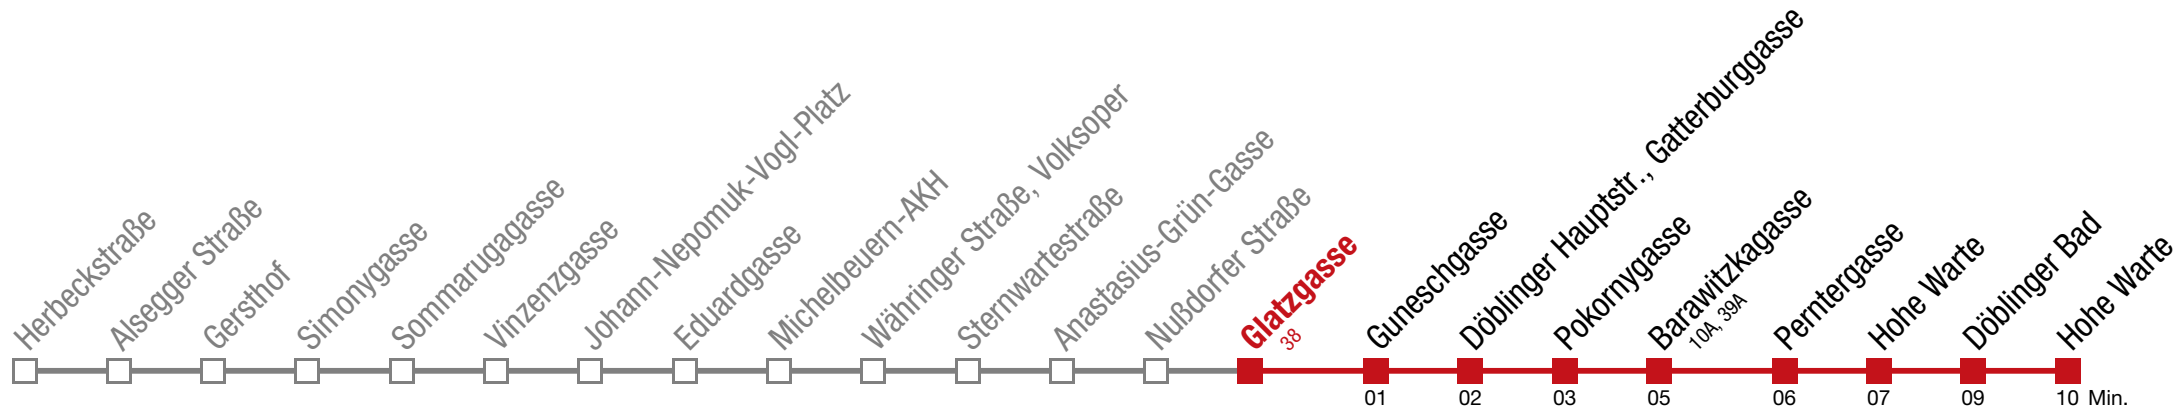 Herbeckstraße
Alsegger Straße
Gersthof
Simonygasse
Sommarugagasse
Vinzenzgasse
Johann-Nepomuk-Vogl-Platz
Eduardgasse
Michelbeuern-AKH
Währinger Straße, Volksoper
Sternwartestraße
Anastasius-Grün-Gasse
Nußdorfer Straße
Glatzgasse
38
Guneschgasse
Döblinger Hauptstr., Gatterburggasse
Pokornygasse
Barawitzkagasse
10A, 39A
Perntergasse
Hohe Warte
Döblinger Bad
Hohe Warte
01 02 03 05 06 07 09 10 Min.